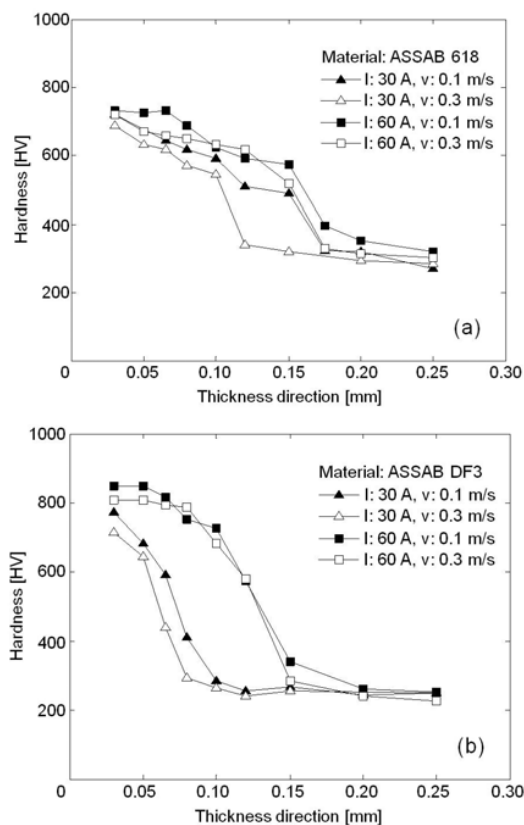 1000
Material: ASSAB 618
I: 30 A, v: 0.1 m/s
800
I: 30 A, v: 0.3 m/s
I: 60 A, v: 0.1 m/s
I: 60 A, v: 0.3 m/s
600
Hardness [HV]
400
200
(a)
0
0.05
0.10
0.15
0.20
0.25
0.30
Thickness direction [mm]
1000
Material: ASSAB DF3
I: 30 A, v: 0.1 m/s
800
I: 30 A, v: 0.3 m/s
I: 60 A, v: 0.1 m/s
I: 60 A, v: 0.3 m/s
600
Hardness [HV]
400
200
(b)
0
0.05
0.10
0.15
0.20
0.25
0.30
Thickness direction [mm]